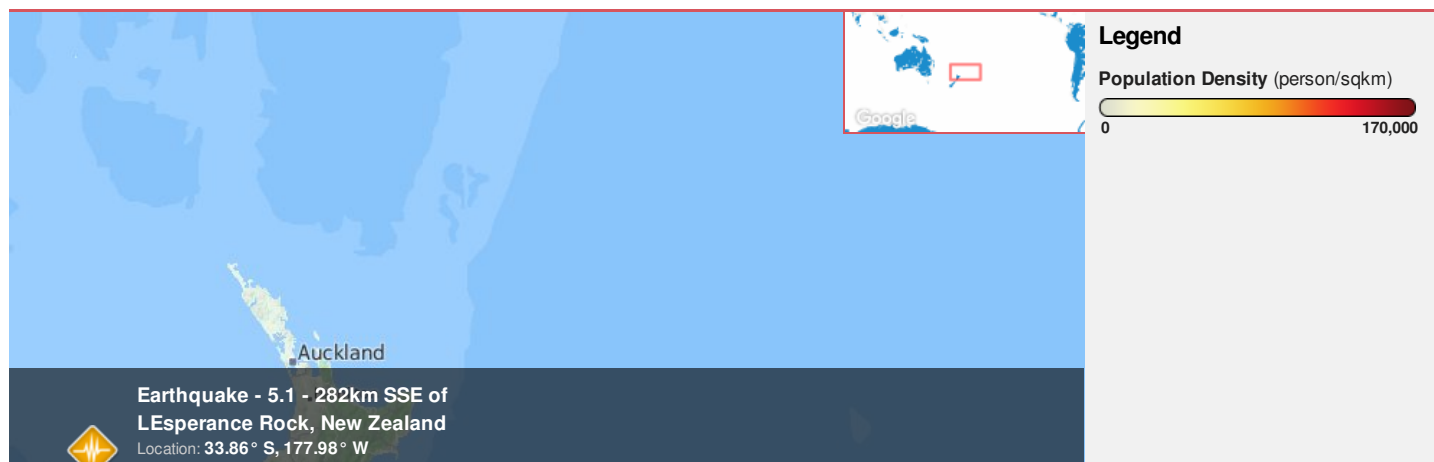 Google
Legend
Population Density (person/sqkm)
0 170,000
Auckland
Earthquake - 5.1 - 282km SSE of
LEsperance Rock, New Zealand
Location: 33.86° S, 177.98° W